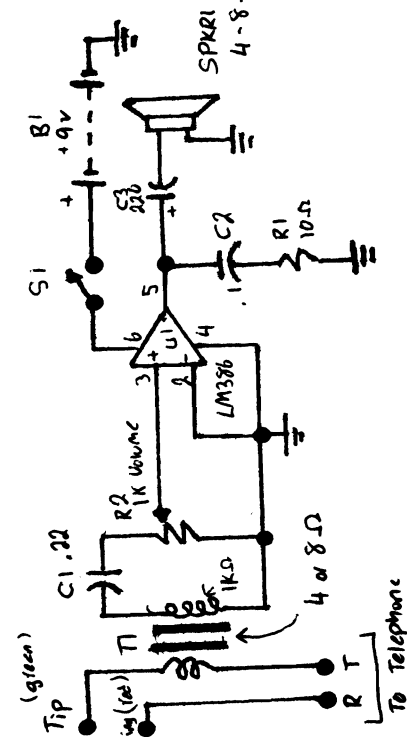 B1
+9v
+
S1
C3
220
+
SPKR1
4-8
5
6
3
+
U1
-
2
4
LM386
C2
.1
R1
10Ω
R2
1K Volume
C1 .22
1KΩ
T1
4 or 8 Ω
(green)
Tip
(red)
R
T
To Telephone